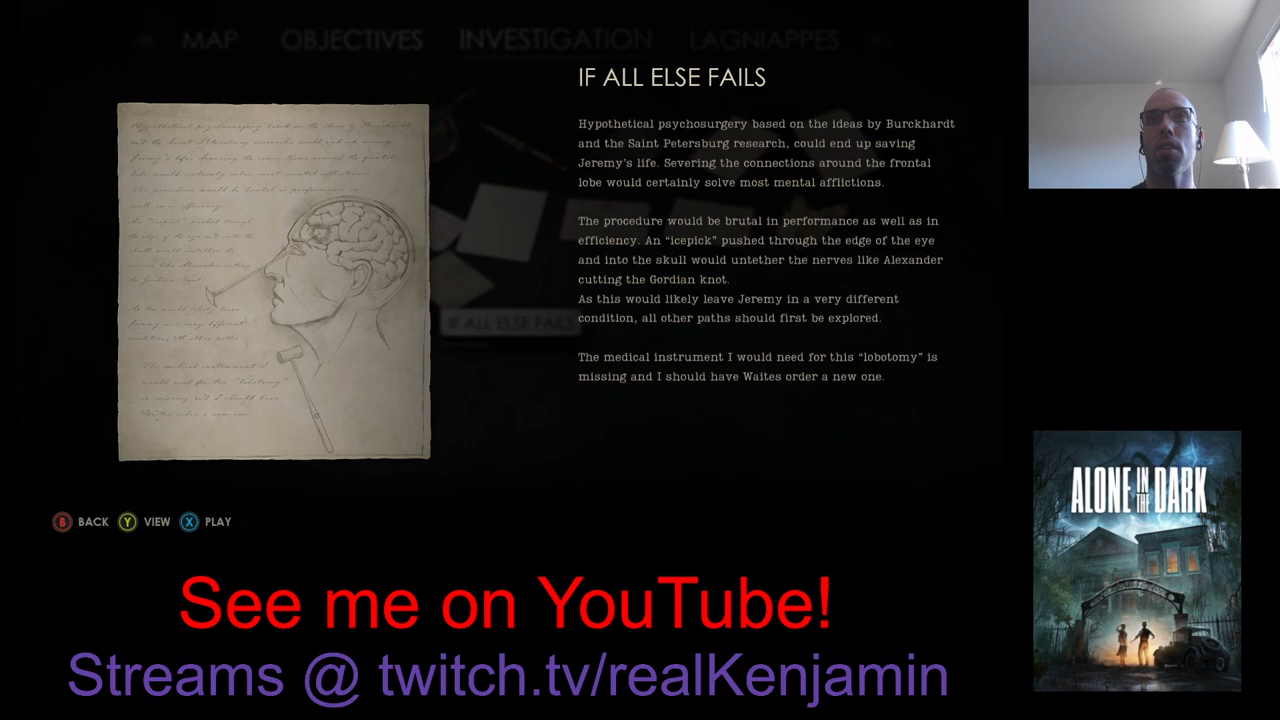 MAP OBJECTIVES INVESTIGATION LAGNIAPPES
IF ALL ELSE FAILS
Hypothetical psychosurgery based on the ideas by Burckhardt
and the Saint Petersburg research, could end up saving
Jeremy's life. Severing the connections around the frontal
lobe would certainly solve most mental afflictions.
The procedure would be brutal in performance as well as in
efficiency. An "icepick" pushed through the edge of the eye
and into the skull would untether the nerves like Alexander
cutting the Gordian knot.
As this would likely leave Jeremy in a very different
condition, all other paths should first be explored.
The medical instrument I would need for this "lobotomy" is
missing and I should have Waites order a new one.
IF ALL ELSE FAILS
B BACK Y VIEW X PLAY
See me on YouTube!
Streams @ twitch.tv/realKenjamin
ALONE IN THE DARK